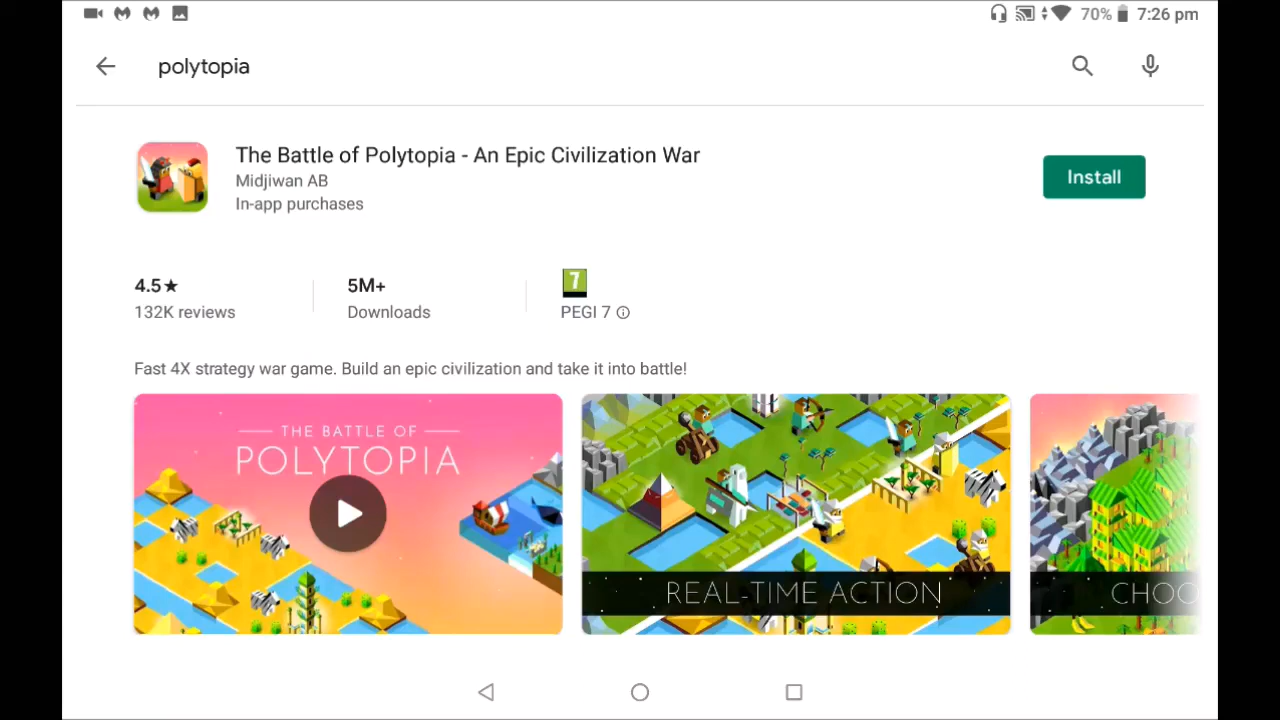 70% 7:26 pm
polytopia
The Battle of Polytopia - An Epic Civilization War
Midjiwan AB
In-app purchases
Install
4.5★
132K reviews
5M+
Downloads
7
PEGI 7
Fast 4X strategy war game. Build an epic civilization and take it into battle!
THE BATTLE OF
POLYTOPIA
REAL-TIME ACTION
CHOO